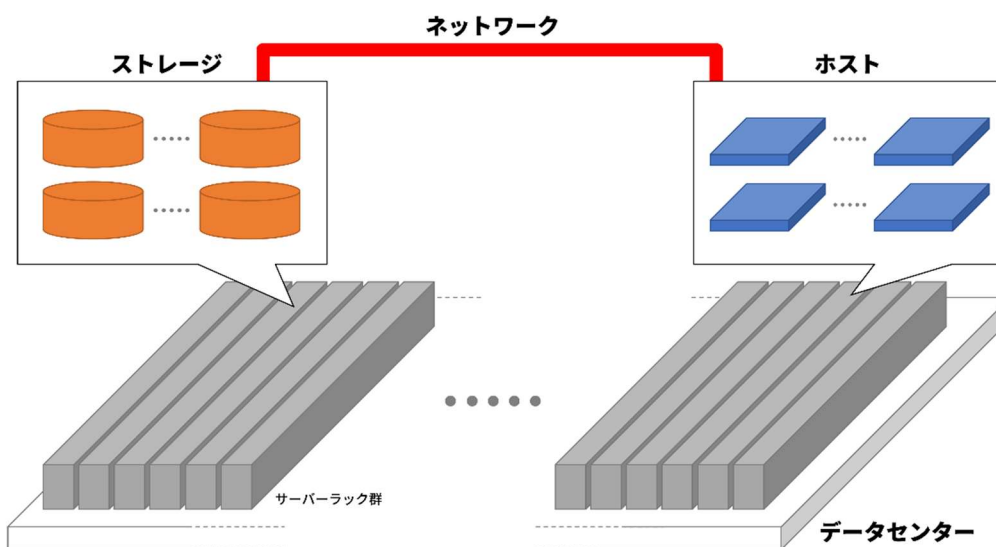 ネットワーク
ストレージ
ホスト
サーバーラック群
データセンター